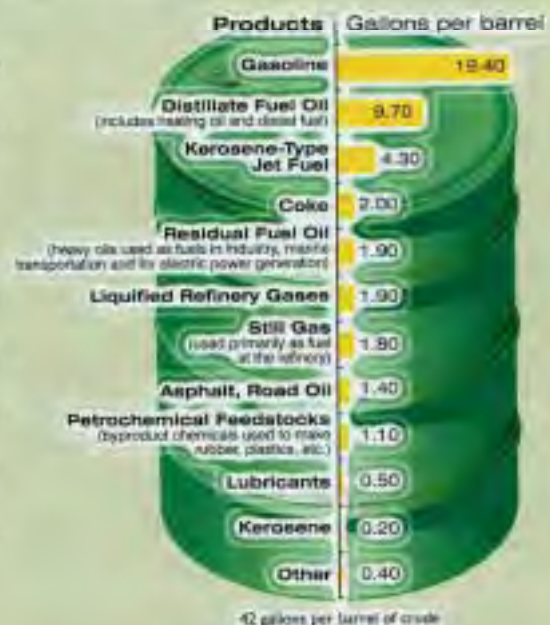 Products Gallons per barrel
Gasoline 19.40
Distillate Fuel Oil 9.70
(includes heating oil and diesel fuel)
Kerosene-Type
Jet Fuel 4.30
Coke 2.00
Residual Fuel Oil
(heavy oils used as fuels in industry, marine
transportation and for electric power generation) 1.90
Liquified Refinery Gases 1.90
Still Gas
(used primarily as fuel 1.80
at the refinery)
Asphalt, Road Oil 1.40
Petrochemical Feedstocks
(byproduct chemicals used to make 1.10
rubber, plastics, etc.)
Lubricants 0.50
Kerosene 0.20
Other 0.40
42 gallons per barrel of crude